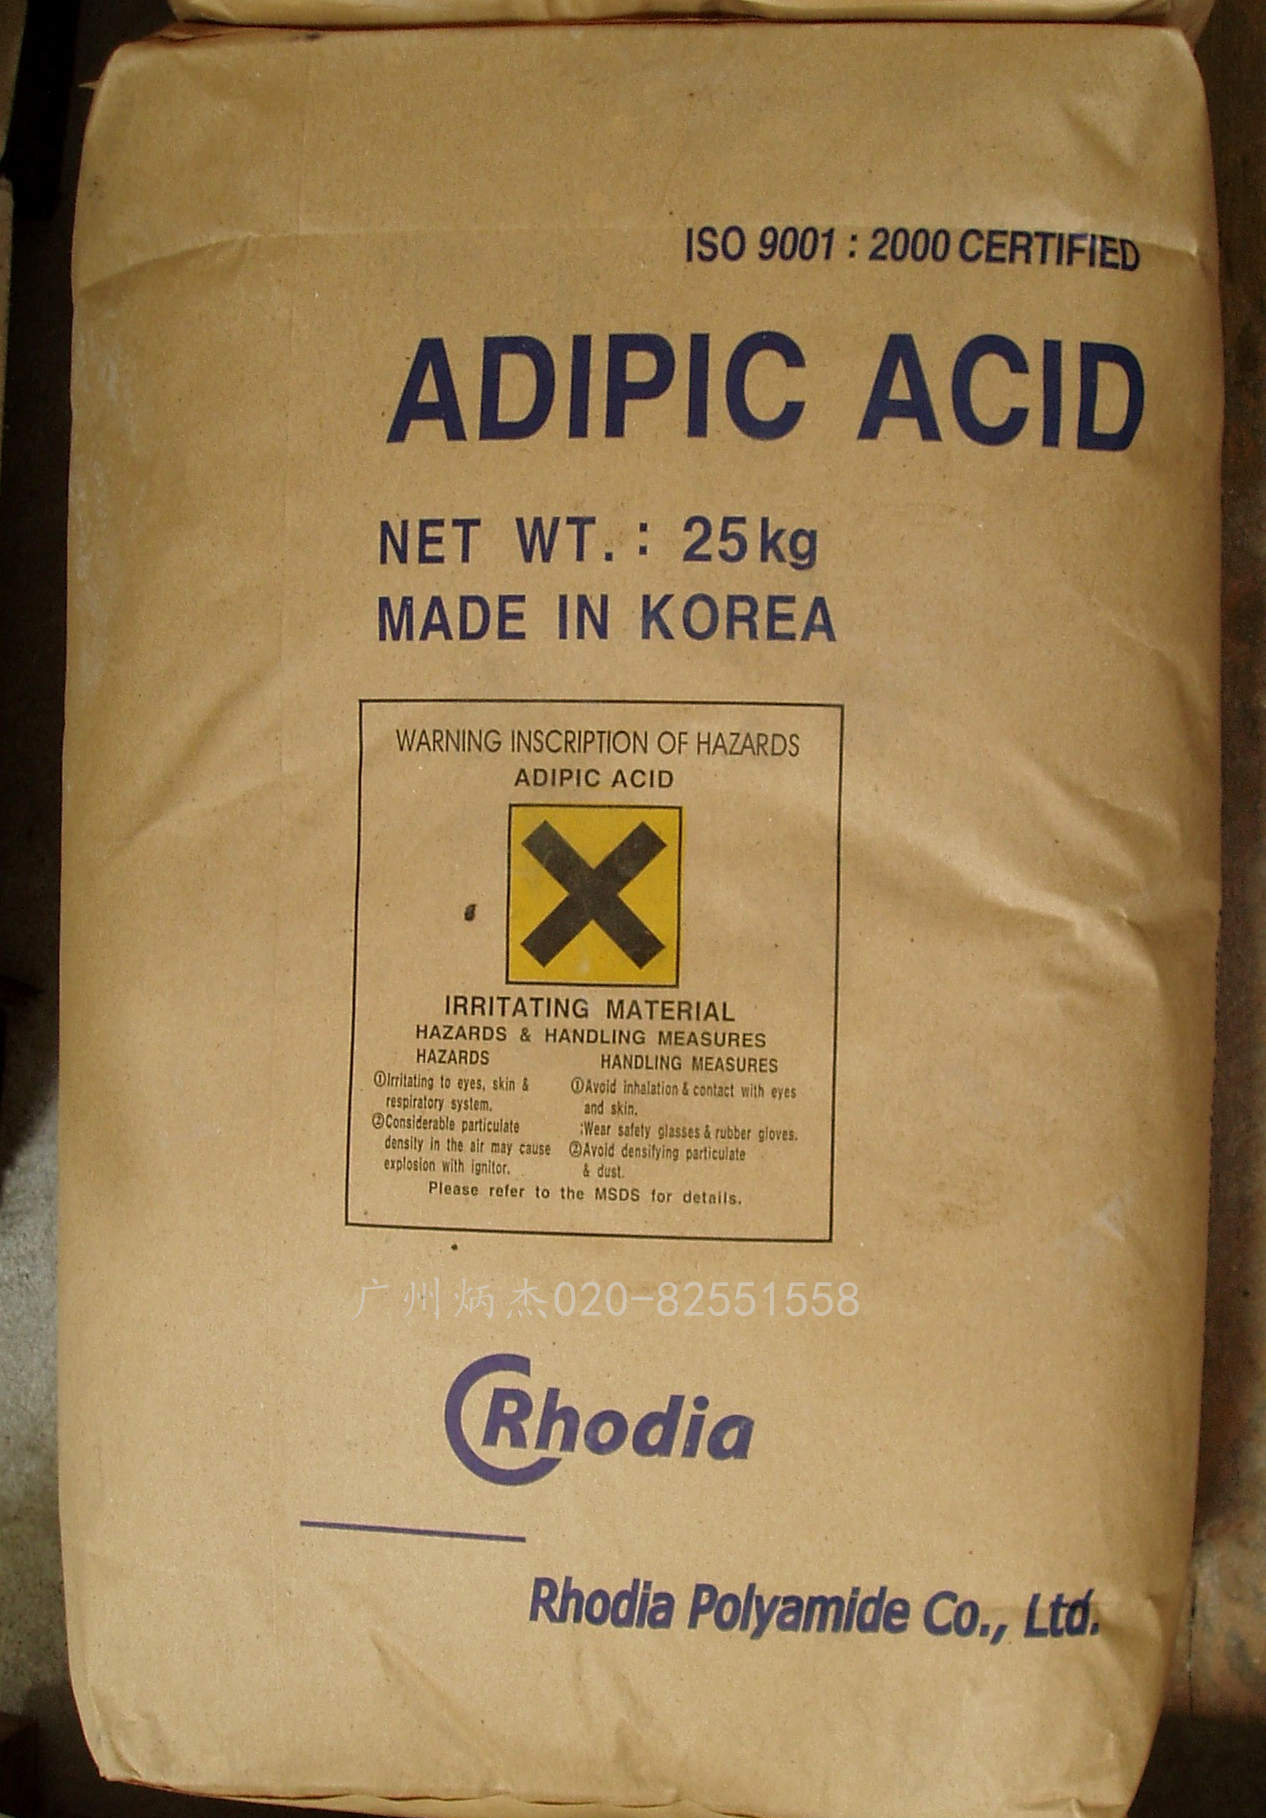 ISO 9001 : 2000 CERTIFIED
ADIPIC ACID
NET WT. : 25kg
MADE IN KOREA
WARNING INSCRIPTION OF HAZARDS
ADIPIC ACID
IRRITATING MATERIAL
HAZARDS & HANDLING MEASURES
HAZARDS
①Irritating to eyes, skin &
respiratory system.
②Considerable particulate
density in the air may cause
explosion with ignitor.
HANDLING MEASURES
①Avoid inhalation & contact with eyes
and skin.
:Wear safety glasses & rubber gloves.
②Avoid densifying particulate
& dust.
Please refer to the MSDS for details.
广州炳杰020-82551558
Rhodia
Rhodia Polyamide Co., Ltd.